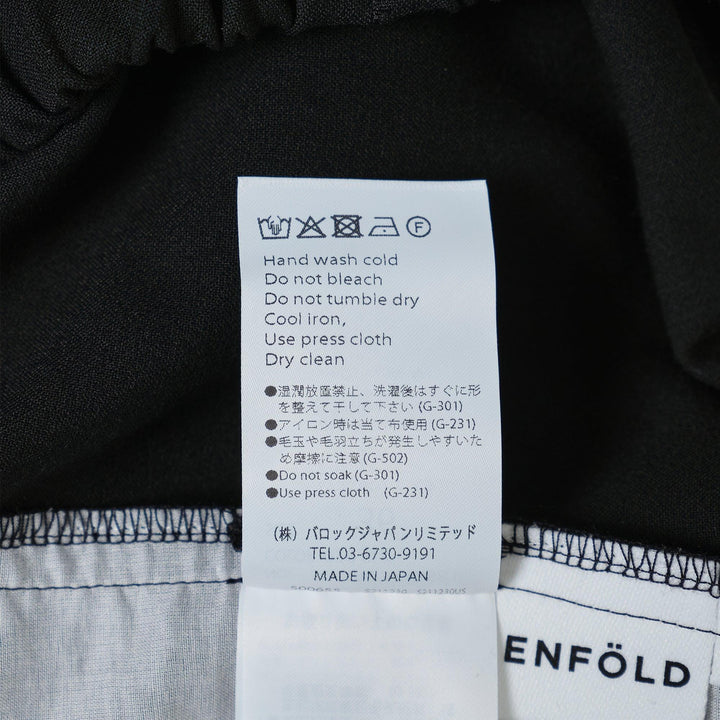 F
Hand wash cold
Do not bleach
Do not tumble dry
Cool iron,
Use press cloth
Dry clean
●湿潤放置禁止、洗濯後はすぐに形
を整えて干して下さい (G-301)
●アイロン時は当て布使用 (G-231)
●毛玉や毛羽立ちが発生しやすいた
め摩擦に注意 (G-502)
●Do not soak (G-301)
●Use press cloth (G-231)
(株) バロックジャパンリミテッド
TEL.03-6730-9191
MADE IN JAPAN
ENFÖLD